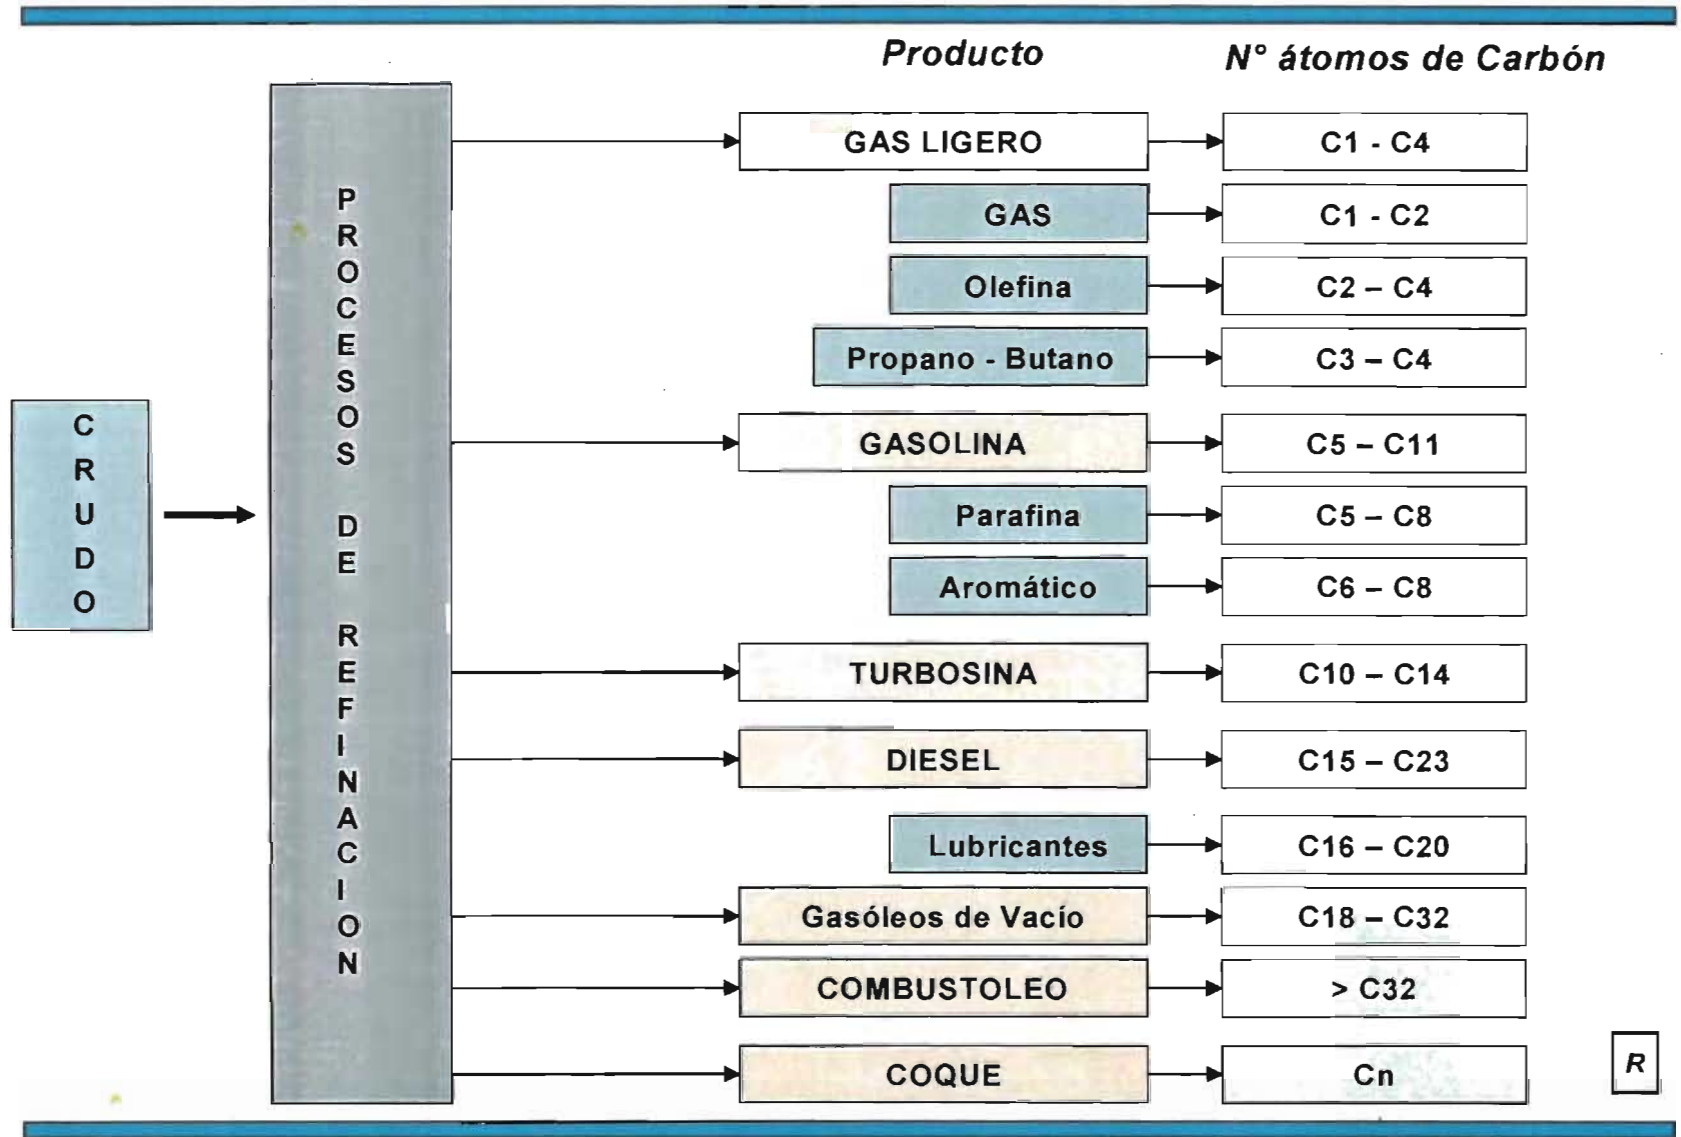 Producto N° átomos de Carbón
CRUDO
PROCESOS DE REFINACION
GAS LIGERO C1 - C4
GAS C1 - C2
Olefina C2 – C4
Propano - Butano C3 – C4
GASOLINA C5 – C11
Parafina C5 – C8
Aromático C6 – C8
TURBOSINA C10 – C14
DIESEL C15 – C23
Lubricantes C16 – C20
Gasóleos de Vacío C18 – C32
COMBUSTOLEO > C32
COQUE Cn
R